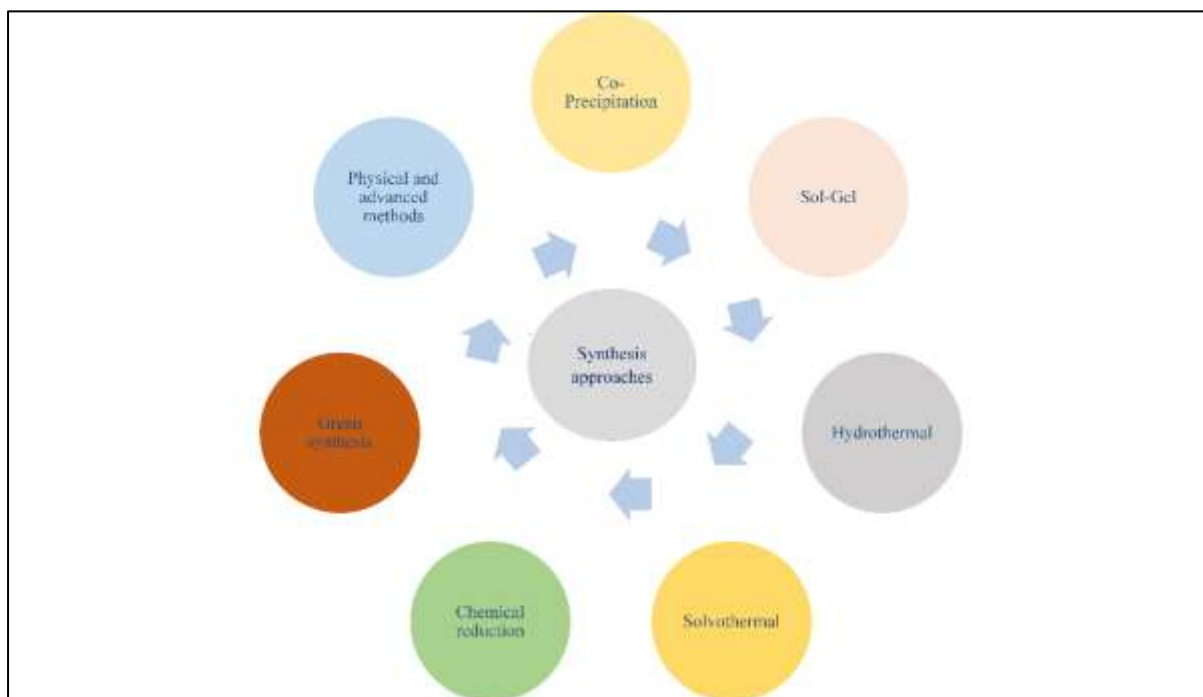 Co-
Precipitation
Physical and
advanced
methods
Sol-Gel
Synthesis
approaches
Green
synthesis
Hydrothermal
Chemical
reduction
Solvothermal